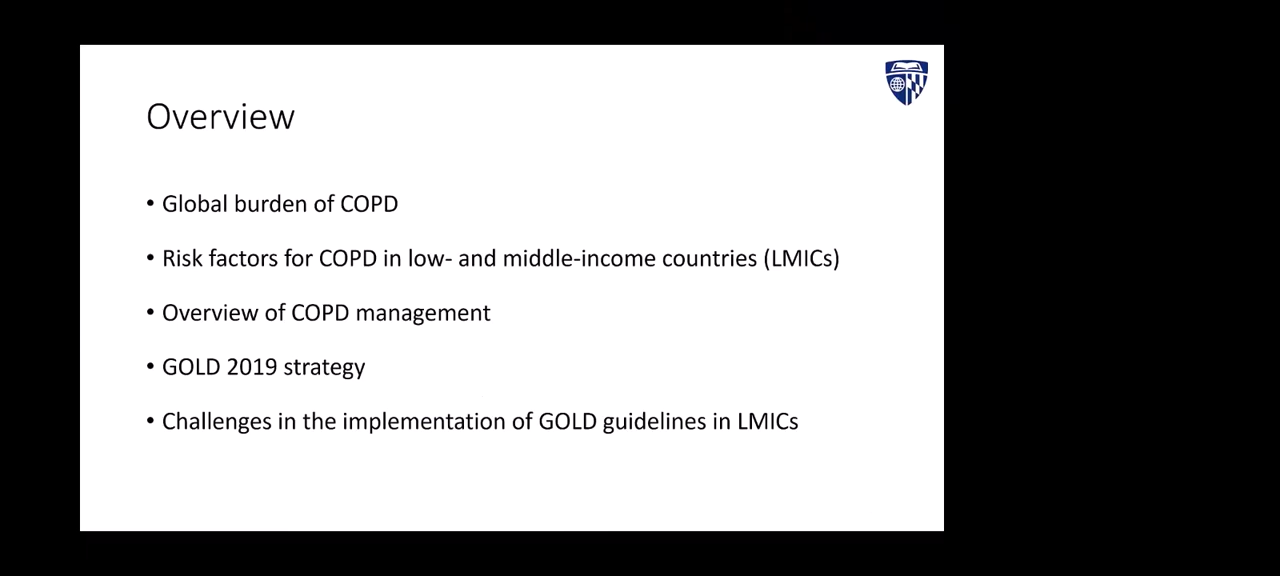 Overview
• Global burden of COPD
• Risk factors for COPD in low- and middle-income countries (LMICs)
• Overview of COPD management
• GOLD 2019 strategy
• Challenges in the implementation of GOLD guidelines in LMICs